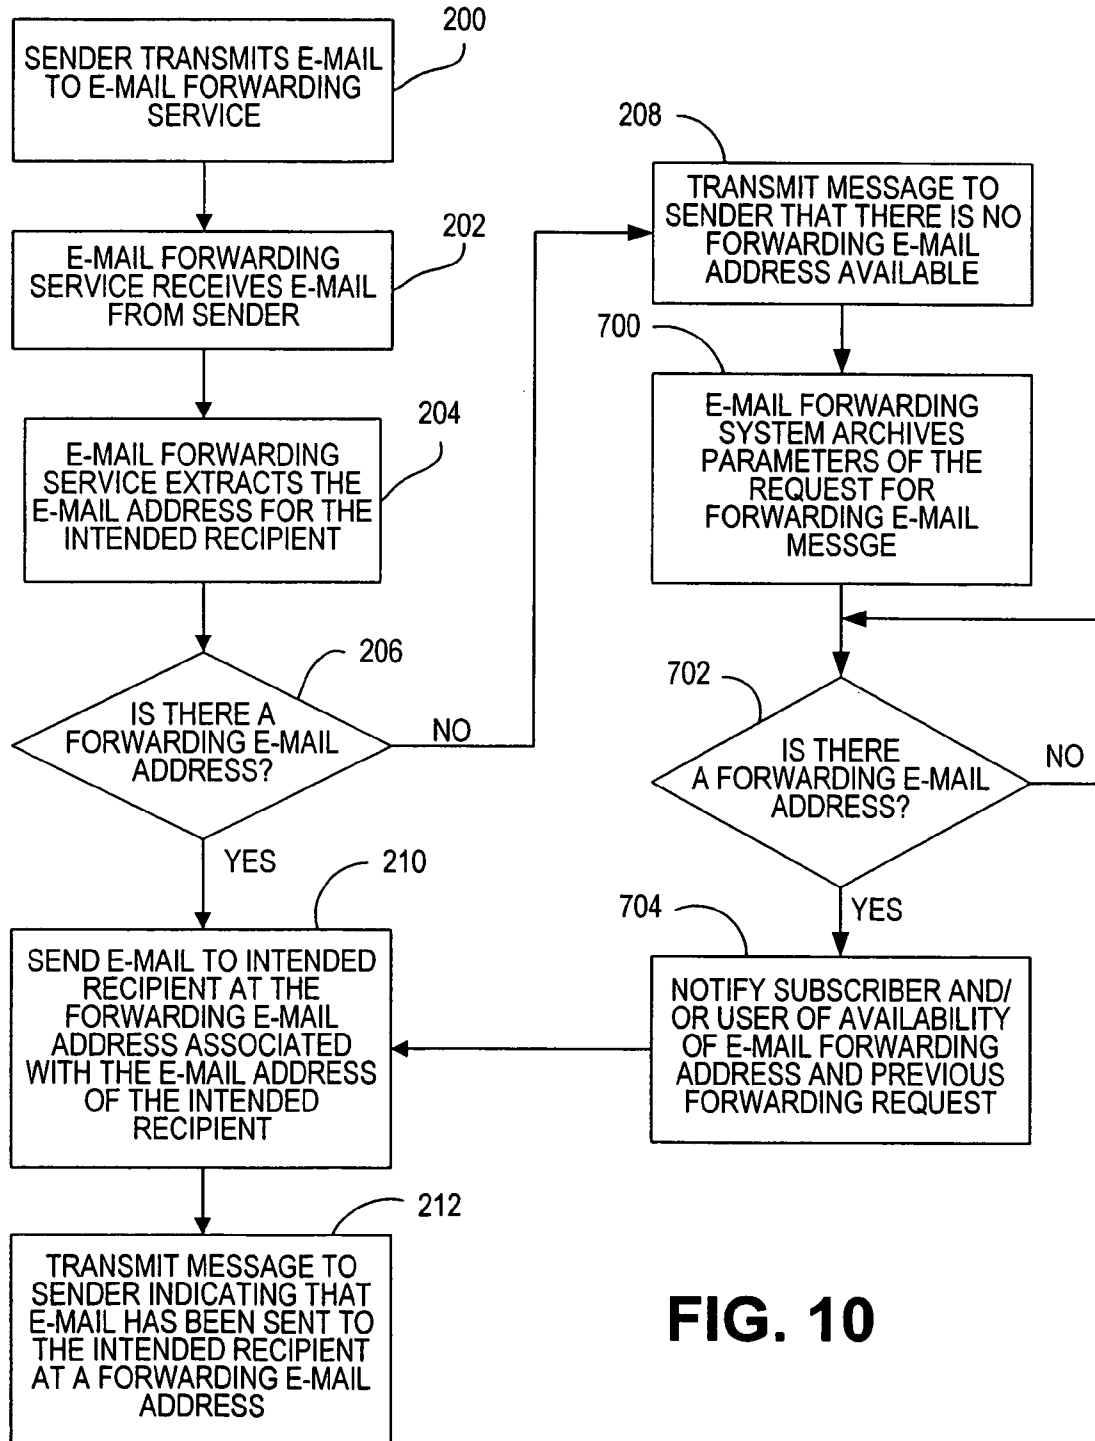 200
SENDER TRANSMITS E-MAIL
TO E-MAIL FORWARDING
SERVICE
202
E-MAIL FORWARDING
SERVICE RECEIVES E-MAIL
FROM SENDER
204
E-MAIL FORWARDING
SERVICE EXTRACTS THE
E-MAIL ADDRESS FOR THE
INTENDED RECIPIENT
206
IS THERE A
FORWARDING E-MAIL
ADDRESS?
NO
YES
208
TRANSMIT MESSAGE TO
SENDER THAT THERE IS NO
FORWARDING E-MAIL
ADDRESS AVAILABLE
700
E-MAIL FORWARDING
SYSTEM ARCHIVES
PARAMETERS OF THE
REQUEST FOR
FORWARDING E-MAIL
MESSGE
702
IS THERE
A FORWARDING E-MAIL
ADDRESS?
NO
YES
704
NOTIFY SUBSCRIBER AND/
OR USER OF AVAILABILITY
OF E-MAIL FORWARDING
ADDRESS AND PREVIOUS
FORWARDING REQUEST
210
SEND E-MAIL TO INTENDED
RECIPIENT AT THE
FORWARDING E-MAIL
ADDRESS ASSOCIATED
WITH THE E-MAIL ADDRESS
OF THE INTENDED
RECIPIENT
212
TRANSMIT MESSAGE TO
SENDER INDICATING THAT
E-MAIL HAS BEEN SENT TO
THE INTENDED RECIPIENT
AT A FORWARDING E-MAIL
ADDRESS
FIG. 10